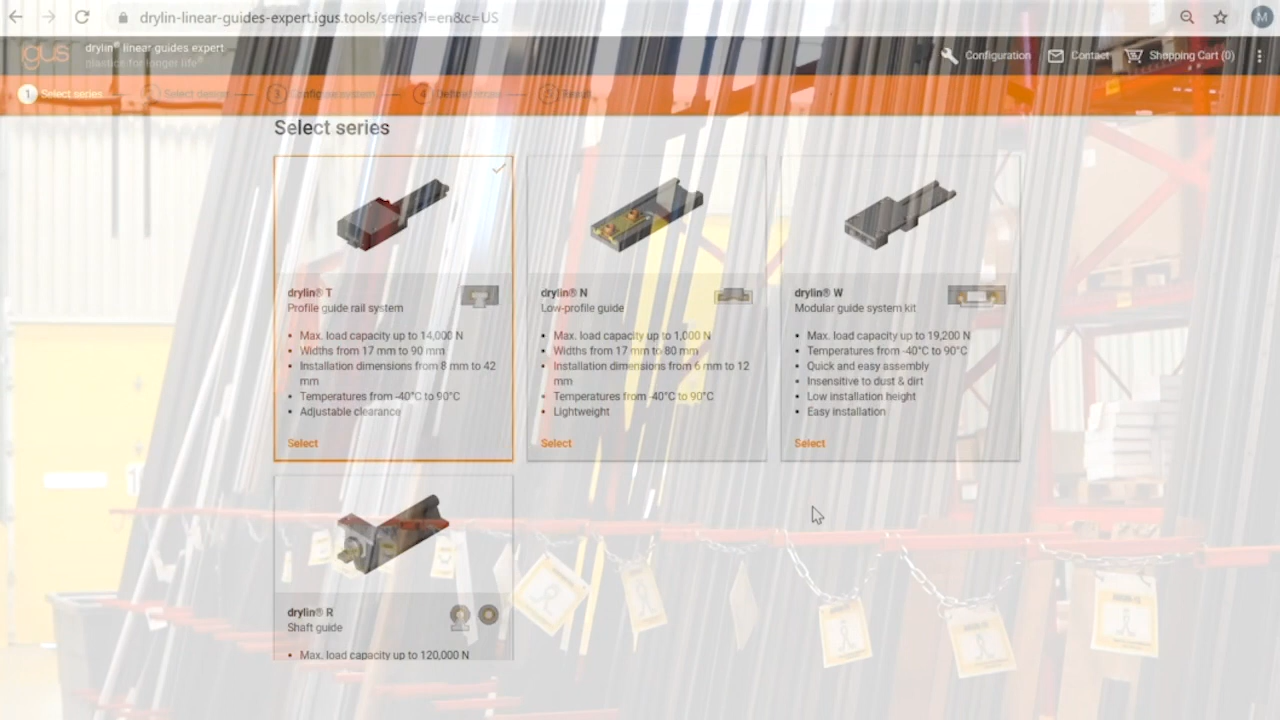 drylin-linear-guides-expert.igus.tools/series?l=en&c=US
M
igus
drylin® linear guides expert
plastics for longer life®
Configuration
Contact
Shopping Cart (0)
1 Select series
2 Select design
3 Configure system
4
5 Result
Select series
drylin® T
Profile guide rail system
• Max. load capacity up to 14,000 N
• Widths from 17 mm to 90 mm
• Installation dimensions from 8 mm to 42
mm
• Temperatures from -40°C to 90°C
• Adjustable clearance
Select
drylin® N
Low-profile guide
• Max. load capacity up to 1,000 N
• Widths from 17 mm to 80 mm
• Installation dimensions from 6 mm to 12
mm
• Temperatures from -40°C to 90°C
• Lightweight
Select
drylin® W
Modular guide system kit
• Max. load capacity up to 19,200 N
• Temperatures from -40°C to 90°C
• Quick and easy assembly
• Insensitive to dust & dirt
• Low installation height
• Easy installation
Select
drylin® R
Shaft guide
• Max. load capacity up to 120,000 N